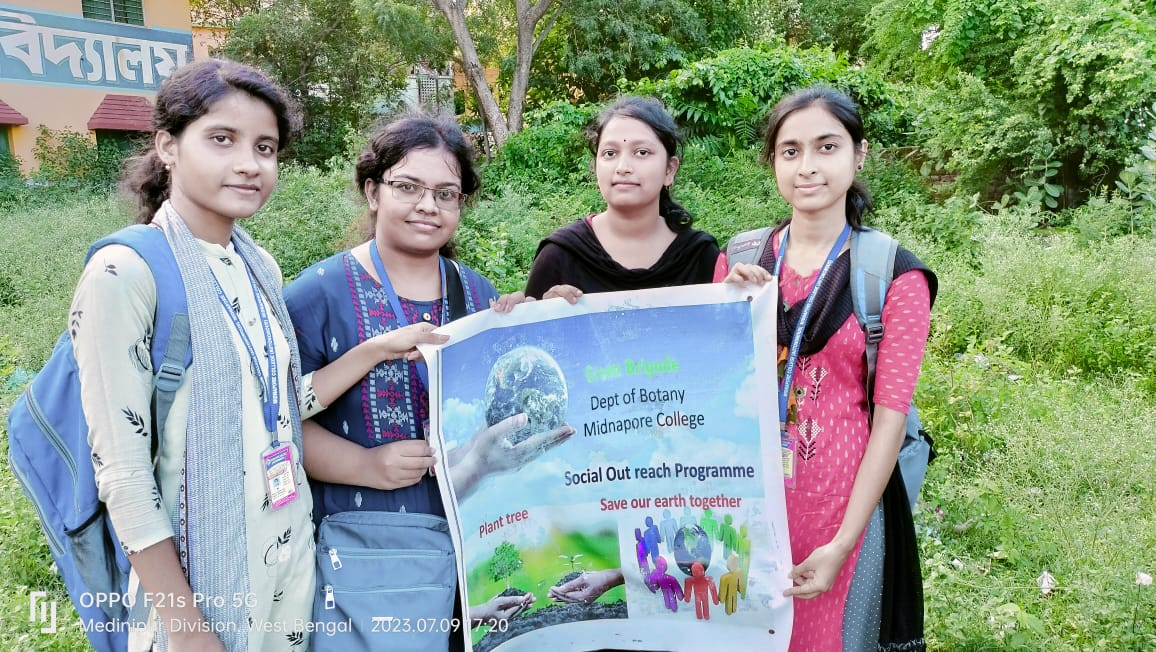 বিদ্যালয়
Green Brigade
Dept of Botany
Midnapore College
Social Out reach Programme
Save our earth together
Plant tree
OPPO F21s Pro 5G
Medinipur Division, West Bengal | 2023.07.09 17:20